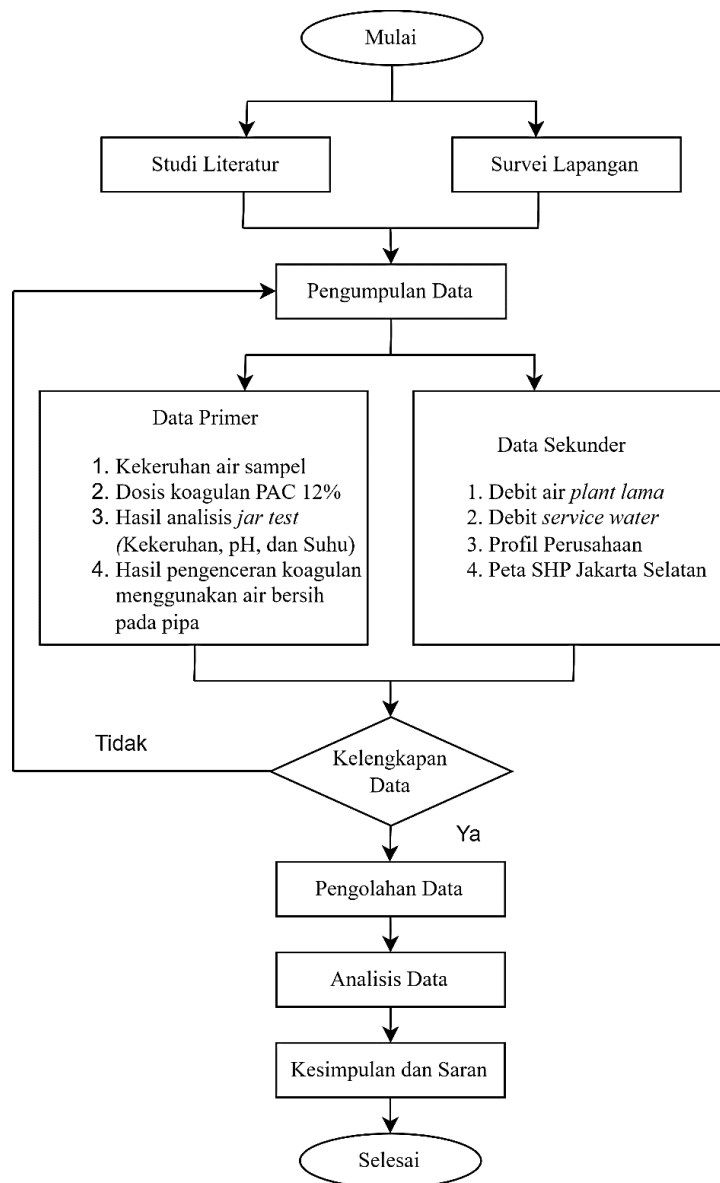 Mulai
Studi Literatur
Survei Lapangan
Pengumpulan Data
Data Primer
1. Kekeruhan air sampel
2. Dosis koagulan PAC 12%
3. Hasil analisis jar test
(Kekeruhan, pH, dan Suhu)
4. Hasil pengenceran koagulan
menggunakan air bersih
pada pipa
Data Sekunder
1. Debit air plant lama
2. Debit service water
3. Profil Perusahaan
4. Peta SHP Jakarta Selatan
Tidak
Kelengkapan
Data
Ya
Pengolahan Data
Analisis Data
Kesimpulan dan Saran
Selesai